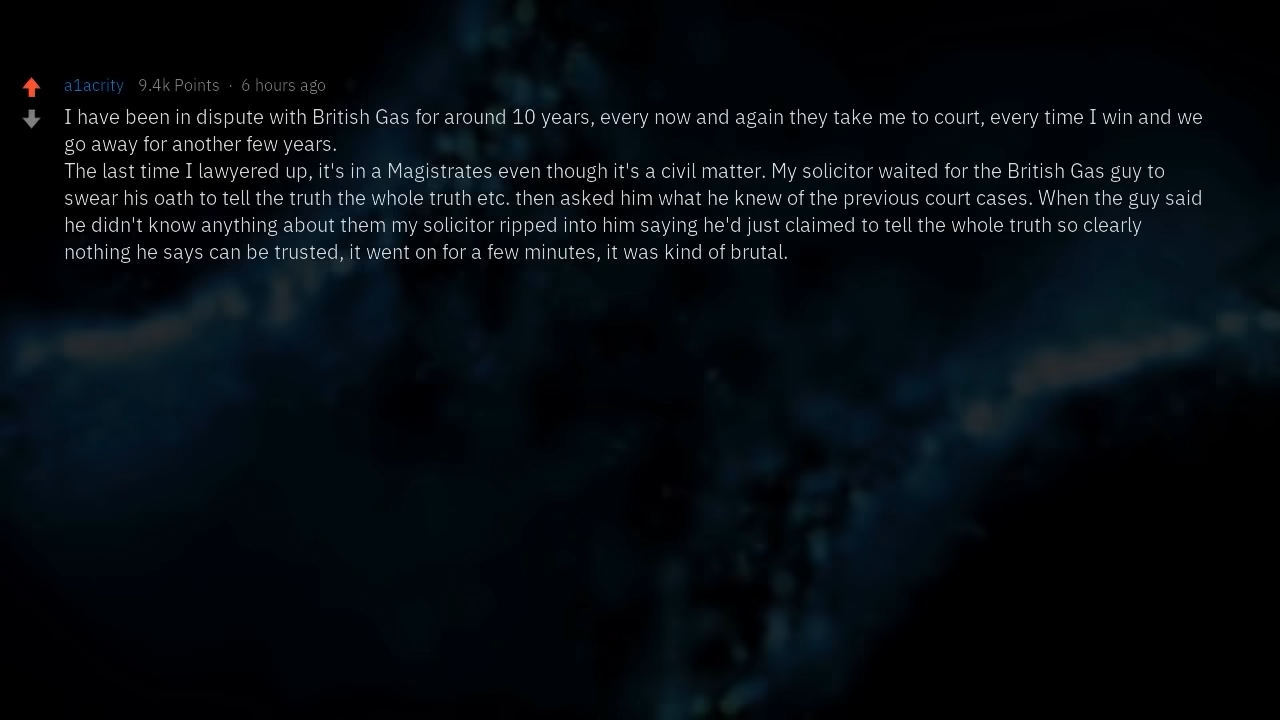 a1acrity 9.4k Points · 6 hours ago
I have been in dispute with British Gas for around 10 years, every now and again they take me to court, every time I win and we
go away for another few years.
The last time I lawyered up, it's in a Magistrates even though it's a civil matter. My solicitor waited for the British Gas guy to
swear his oath to tell the truth the whole truth etc. then asked him what he knew of the previous court cases. When the guy said
he didn't know anything about them my solicitor ripped into him saying he'd just claimed to tell the whole truth so clearly
nothing he says can be trusted, it went on for a few minutes, it was kind of brutal.